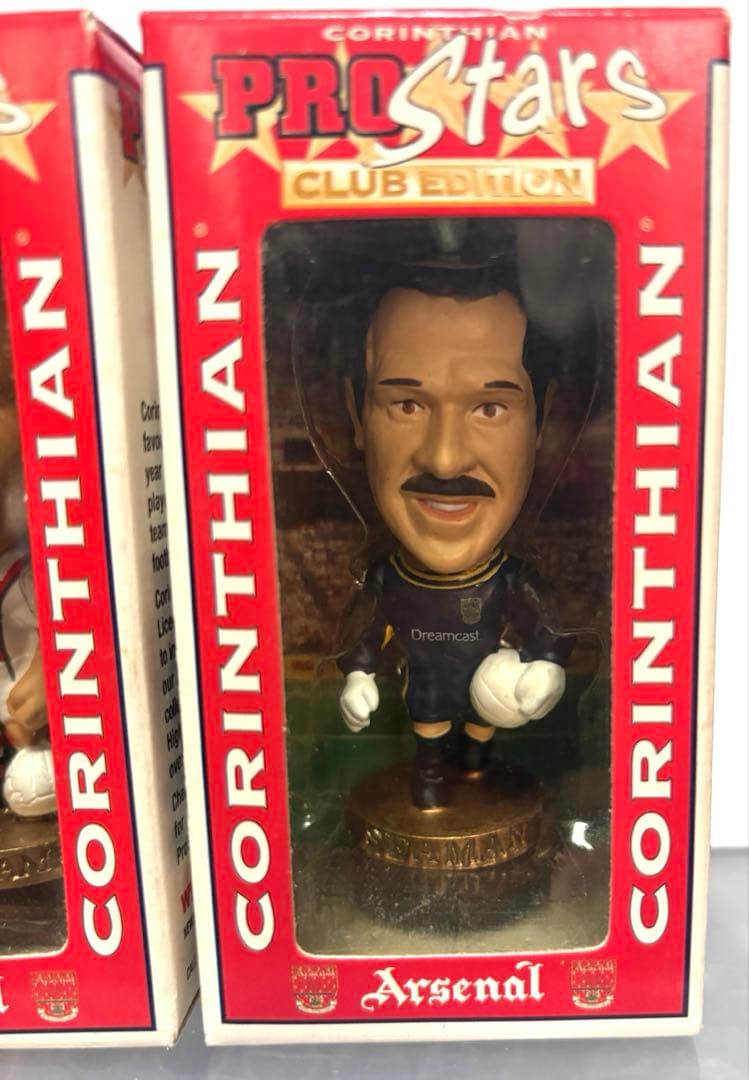 CORINTHIAN
PRO Stars
CLUB EDITION
CORINTHIAN
CORINTHIAN
Dreamcast
SEAMAN
Arsenal
CORINTHIAN